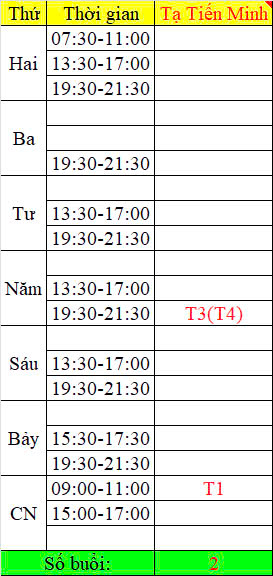 Thứ Thời gian Tạ Tiến Minh
07:30-11:00
Hai 13:30-17:00
19:30-21:30
Ba
19:30-21:30
Tư 13:30-17:00
19:30-21:30
Năm 13:30-17:00
19:30-21:30 T3(T4)
Sáu 13:30-17:00
19:30-21:30
Bảy 15:30-17:30
19:30-21:30
09:00-11:00 T1
CN 15:00-17:00
Số buổi: 2